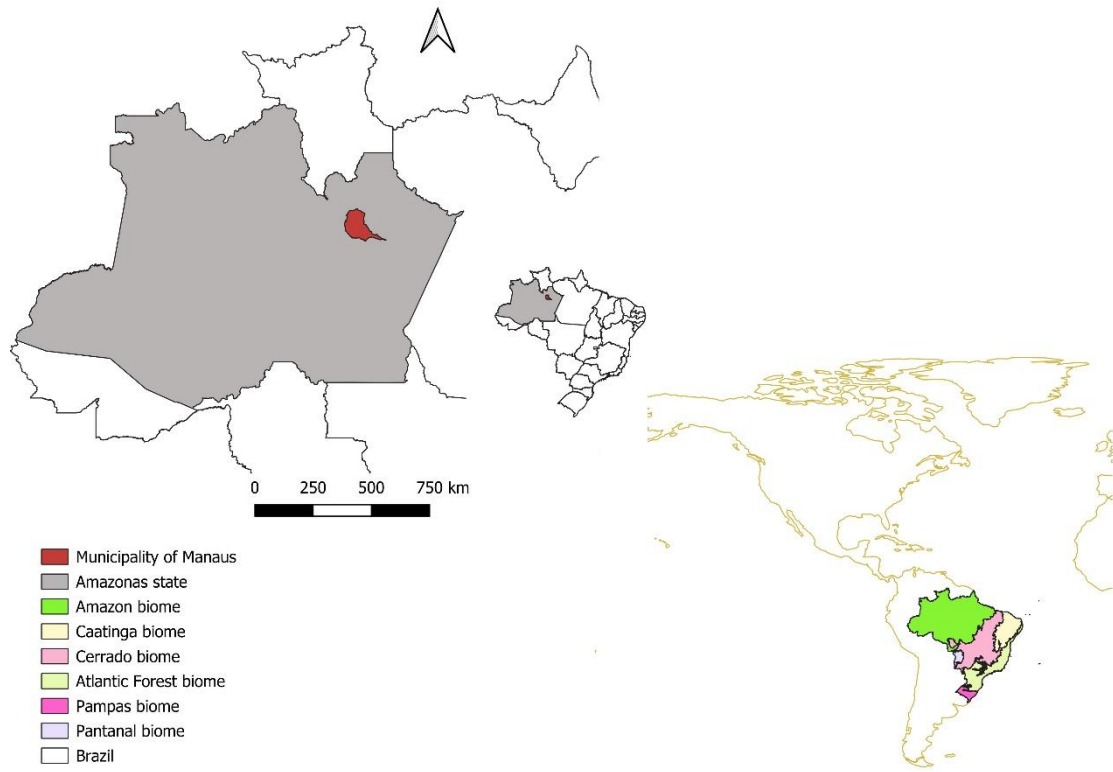 0 250 500 750 km
Municipality of Manaus
Amazonas state
Amazon biome
Caatinga biome
Cerrado biome
Atlantic Forest biome
Pampas biome
Pantanal biome
Brazil